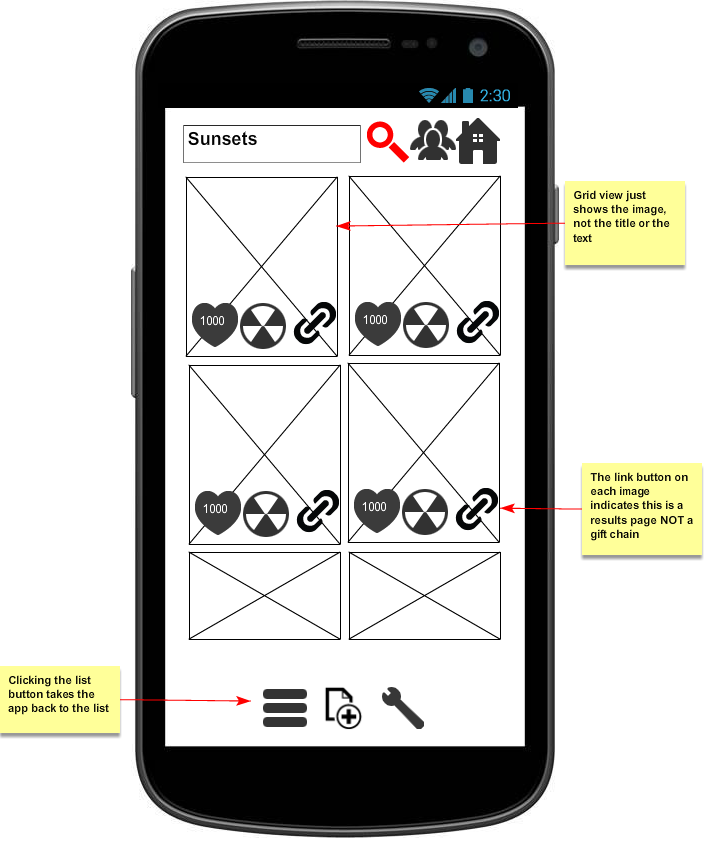 2:30
Sunsets
Grid view just
shows the image,
not the title or the
text
1000
1000
The link button on
each image
indicates this is a
results page NOT a
gift chain
1000
1000
Clicking the list
button takes the
app back to the list